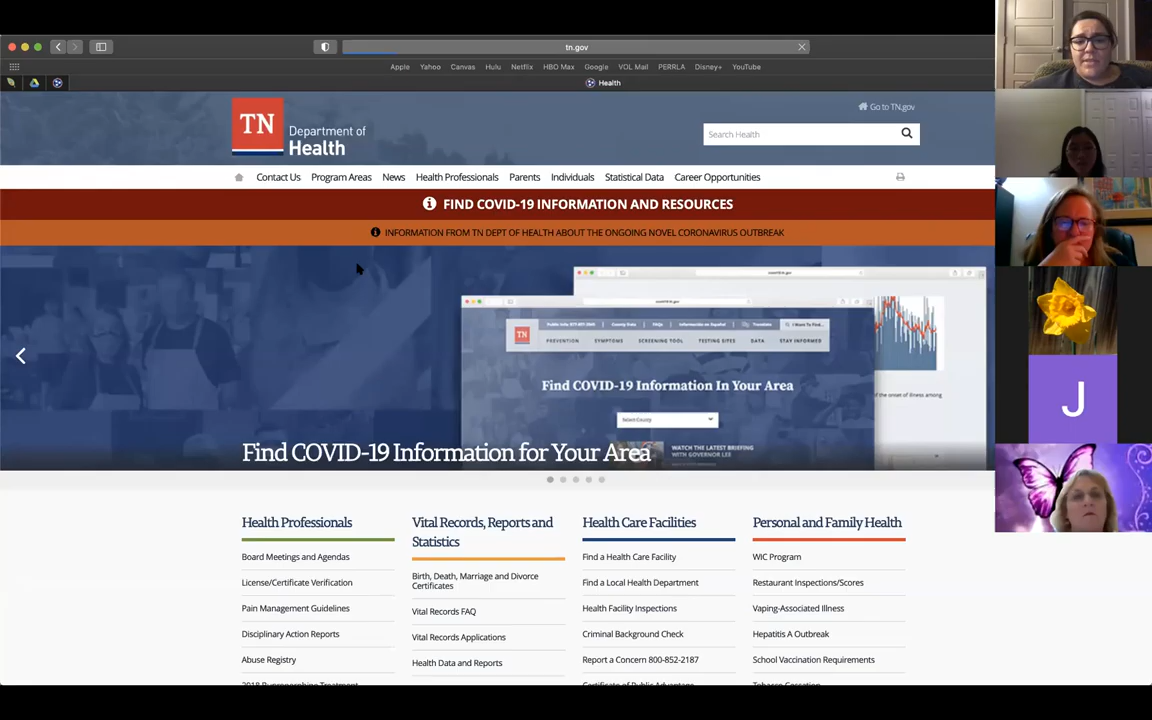 tn.gov
Apple Yahoo Canvas Hulu Netflix HBO Max Google VOL Mail PERRLA Disney+ YouTube
Health
TN Department of
Health
Go to TN.gov
Search Health
Contact Us Program Areas News Health Professionals Parents Individuals Statistical Data Career Opportunities
FIND COVID-19 INFORMATION AND RESOURCES
INFORMATION FROM TN DEPT OF HEALTH ABOUT THE ONGOING NOVEL CORONAVIRUS OUTBREAK
TN
PREVENTION SYMPTOMS SCREENING TOOL TESTING SITES DATA STAY INFORMED
Find COVID-19 Information In Your Area
Select County
of the onset of illness among
WATCH THE LATEST BRIEFING
WITH GOVERNOR LEE
Find COVID-19 Information for Your Area
Health Professionals
Board Meetings and Agendas
License/Certificate Verification
Pain Management Guidelines
Disciplinary Action Reports
Abuse Registry
Vital Records, Reports and
Statistics
Birth, Death, Marriage and Divorce
Certificates
Vital Records FAQ
Vital Records Applications
Health Data and Reports
Health Care Facilities
Find a Health Care Facility
Find a Local Health Department
Health Facility Inspections
Criminal Background Check
Report a Concern 800-852-2187
Personal and Family Health
WIC Program
Restaurant Inspections/Scores
Vaping-Associated Illness
Hepatitis A Outbreak
School Vaccination Requirements
J